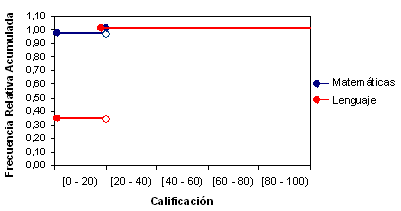 Frecuencia Relativa Acumulada
1,10
1,00
0,90
0,80
0,70
0,60
0,50
0,40
0,30
0,20
0,10
0,00
[0 - 20) [20 - 40) [40 - 60) [60 - 80) [80 - 100)
Calificación
Matemáticas
Lenguaje